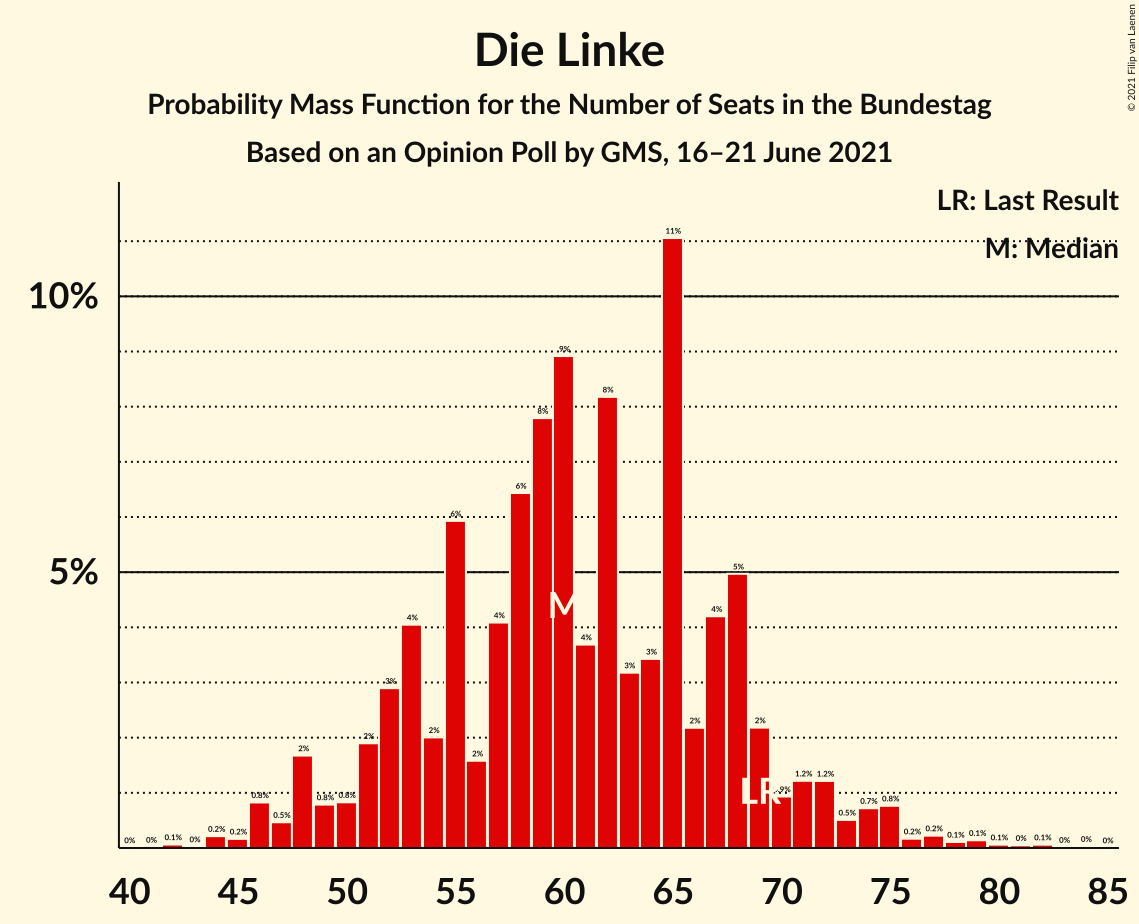 Die Linke
Probability Mass Function for the Number of Seats in the Bundestag
Based on an Opinion Poll by GMS, 16–21 June 2021
© 2021 Filip van Laenen
LR: Last Result
M: Median
10%
5%
0% 0% 0.1% 0% 0.2% 0.2% 0.8% 0.5% 2% 0.8% 0.8% 2% 3% 4% 2% 6% 2% 4% 6% 8% 9% 4% 8% 3% 3% 11% 2% 4% 5% 2% 1.2% 1.2% 0.5% 0.7% 0.8% 0.2% 0.2% 0.1% 0.1% 0.1% 0% 0.1% 0% 0% 0%
M
LR
40 45 50 55 60 65 70 75 80 85